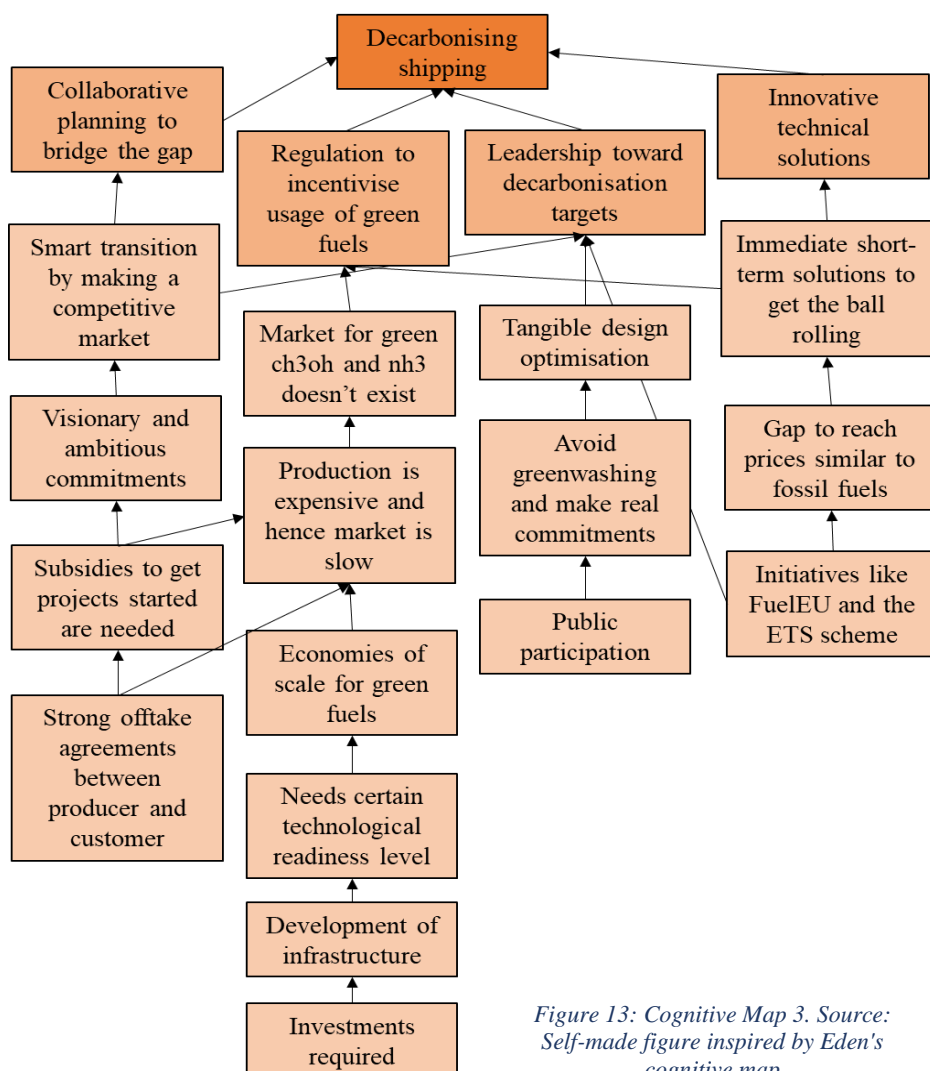 Decarbonising
shipping
Collaborative
planning to
bridge the gap
Regulation to
incentivise
usage of green
fuels
Leadership toward
decarbonisation
targets
Innovative
technical
solutions
Smart transition
by making a
competitive
market
Market for green
ch3oh and nh3
doesn't exist
Tangible design
optimisation
Immediate short-
term solutions to
get the ball
rolling
Visionary and
ambitious
commitments
Production is
expensive and
hence market is
slow
Avoid
greenwashing
and make real
commitments
Gap to reach
prices similar to
fossil fuels
Subsidies to get
projects started
are needed
Economies of
scale for green
fuels
Public
participation
Initiatives like
FuelEU and the
ETS scheme
Strong offtake
agreements
between
producer and
customer
Needs certain
technological
readiness level
Development of
infrastructure
Investments
required
Figure 13: Cognitive Map 3. Source:
Self-made figure inspired by Eden's
cognitive map